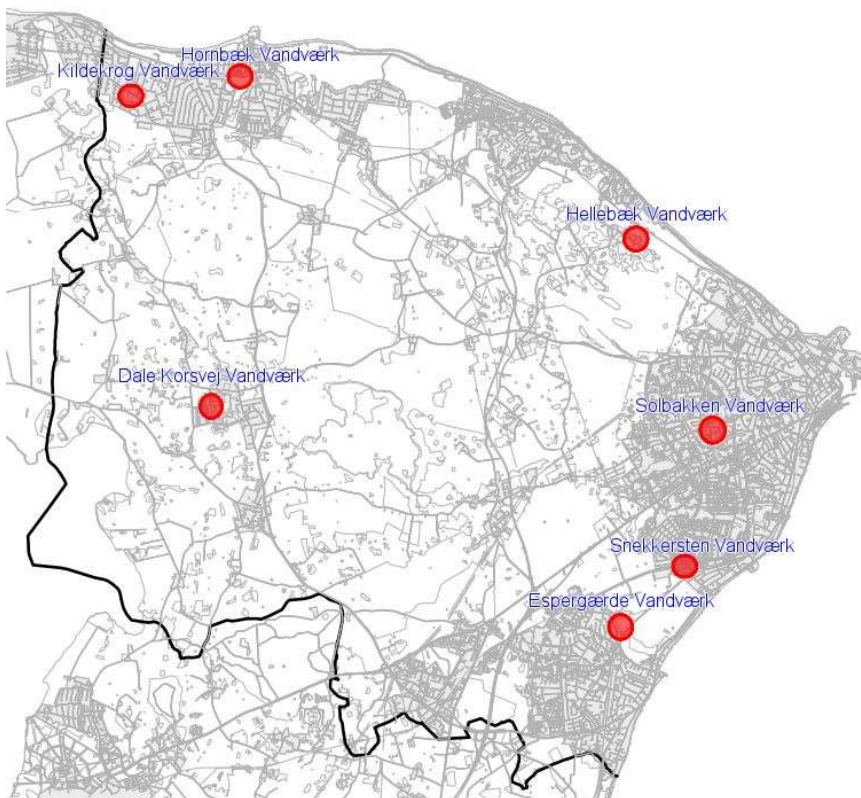 Hornbæk Vandværk
Kildekrog Vandværk
Hellebæk Vandværk
Dale Korsvej Vandværk
Solbakken Vandværk
Snekkersten Vandværk
Espergærde Vandværk